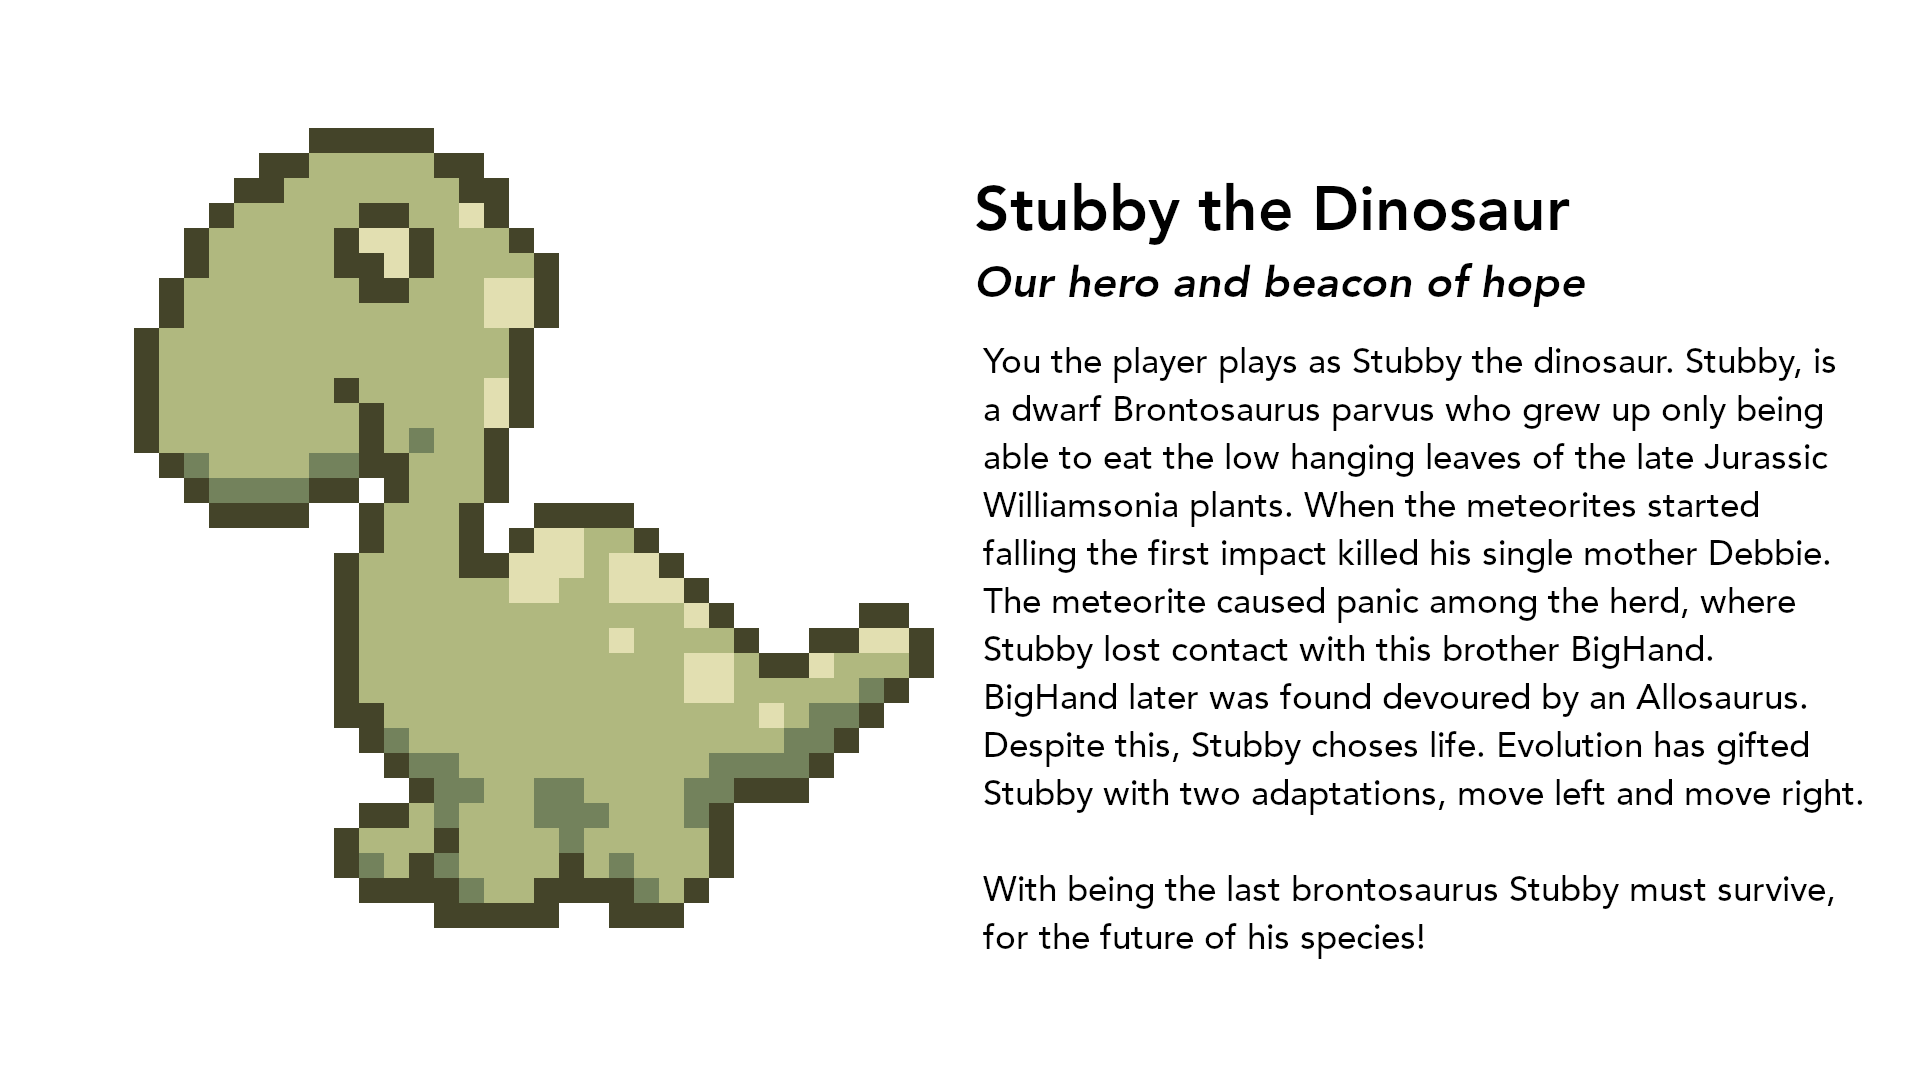 Stubby the Dinosaur
Our hero and beacon of hope
You the player plays as Stubby the dinosaur. Stubby, is
a dwarf Brontosaurus parvus who grew up only being
able to eat the low hanging leaves of the late Jurassic
Williamsonia plants. When the meteorites started
falling the first impact killed his single mother Debbie.
The meteorite caused panic among the herd, where
Stubby lost contact with this brother BigHand.
BigHand later was found devoured by an Allosaurus.
Despite this, Stubby choses life. Evolution has gifted
Stubby with two adaptations, move left and move right.
With being the last brontosaurus Stubby must survive,
for the future of his species!